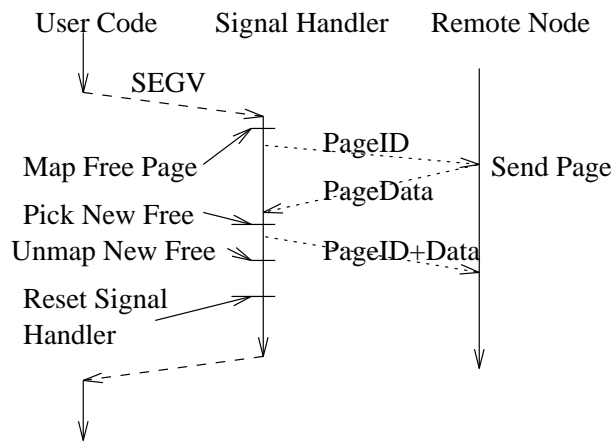 User Code Signal Handler Remote Node
SEGV
PageID
Map Free Page Send Page
PageData
Pick New Free
Unmap New Free PageID+Data
Reset Signal
Handler